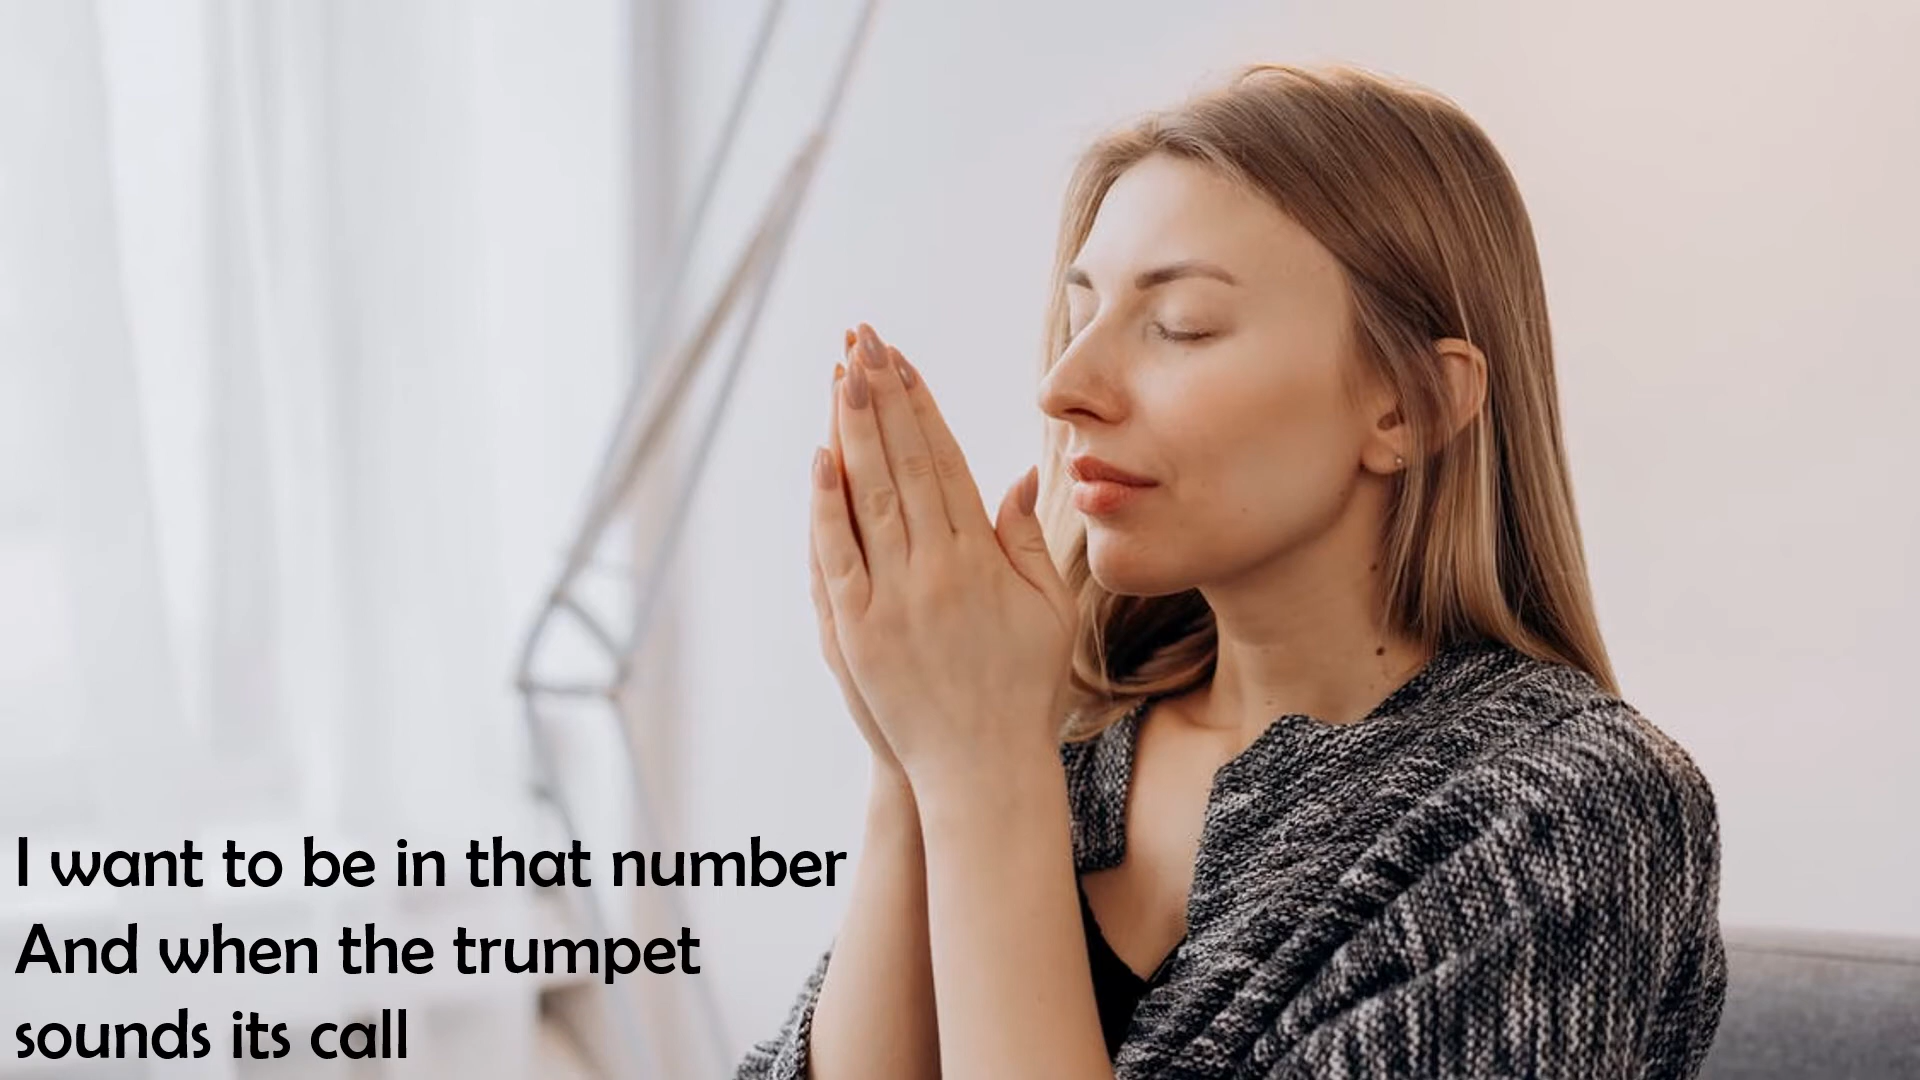 I want to be in that number
And when the trumpet
sounds its call